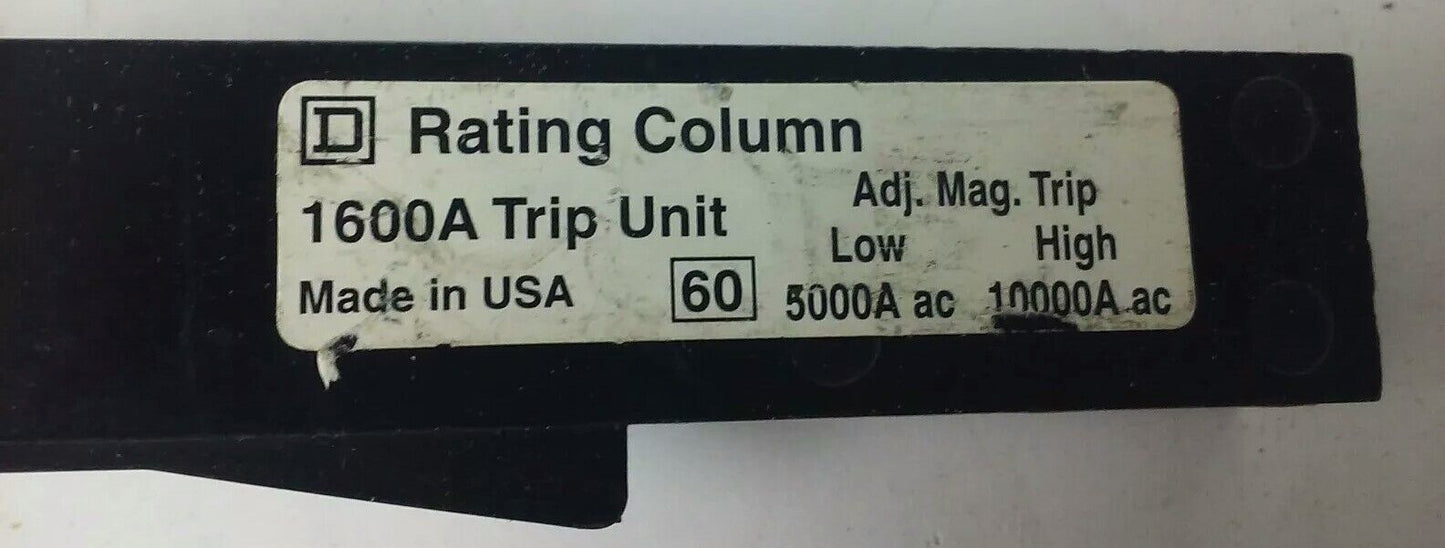 D Rating Column
1600A Trip Unit
Made in USA
60
Adj. Mag. Trip
Low High
5000A ac 10000A ac